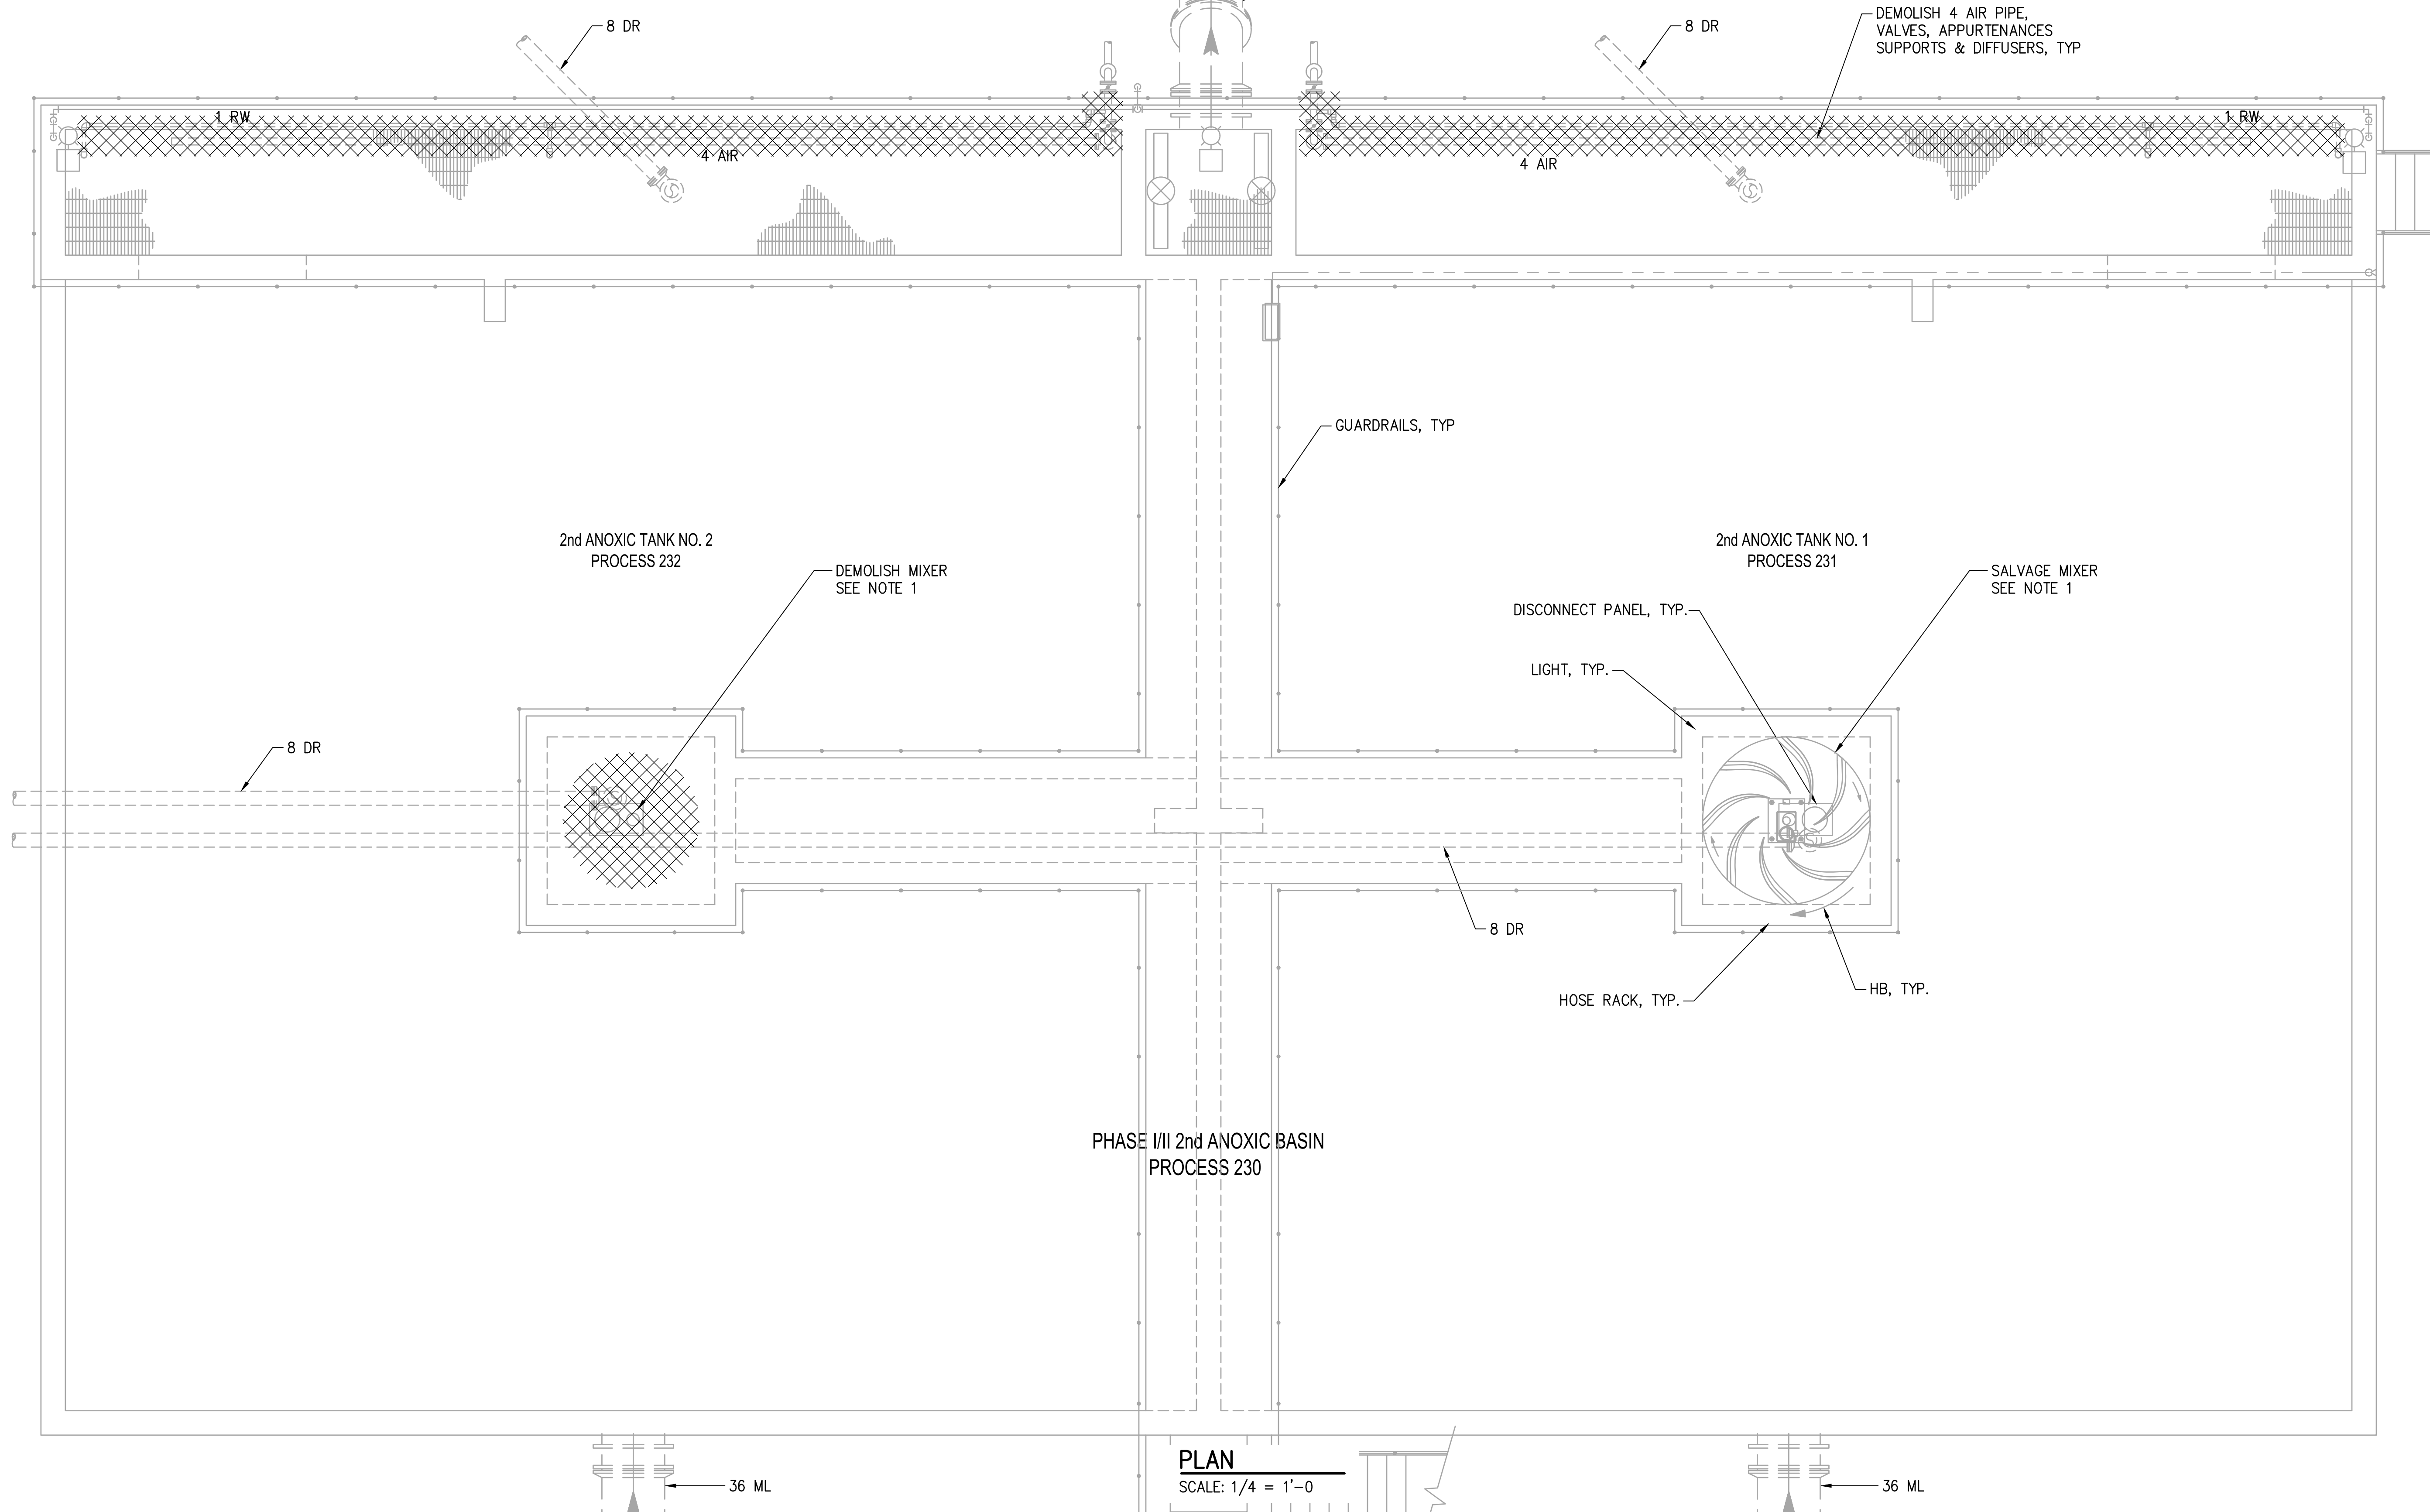 8 DR
8 DR
DEMOLISH 4 AIR PIPE,
VALVES, APPURTENANCES
SUPPORTS & DIFFUSERS, TYP
1 RW
1 RW
4 AIR
4 AIR
GUARDRAILS, TYP
2nd ANOXIC TANK NO. 2
PROCESS 232
2nd ANOXIC TANK NO. 1
PROCESS 231
DEMOLISH MIXER
SEE NOTE 1
SALVAGE MIXER
SEE NOTE 1
DISCONNECT PANEL, TYP.
LIGHT, TYP.
8 DR
8 DR
HB, TYP.
HOSE RACK, TYP.
PHASE I/II 2nd ANOXIC BASIN
PROCESS 230
PLAN
SCALE: 1/4 = 1'-0
36 ML
36 ML